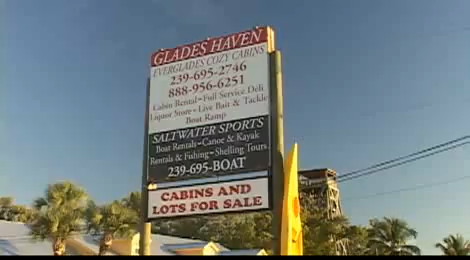 GLADES HAVEN
EVERGLADES COZY CABINS
239-695-2746
888-956-6251
Cabin Rental - Full Service Deli
Liquor Store - Live Bait & Tackle
Boat Ramp
SALTWATER SPORTS
Boat Rentals - Canoe & Kayak
Rentals & Fishing - Shelling Tours
239-695-BOAT
CABINS AND
LOTS FOR SALE